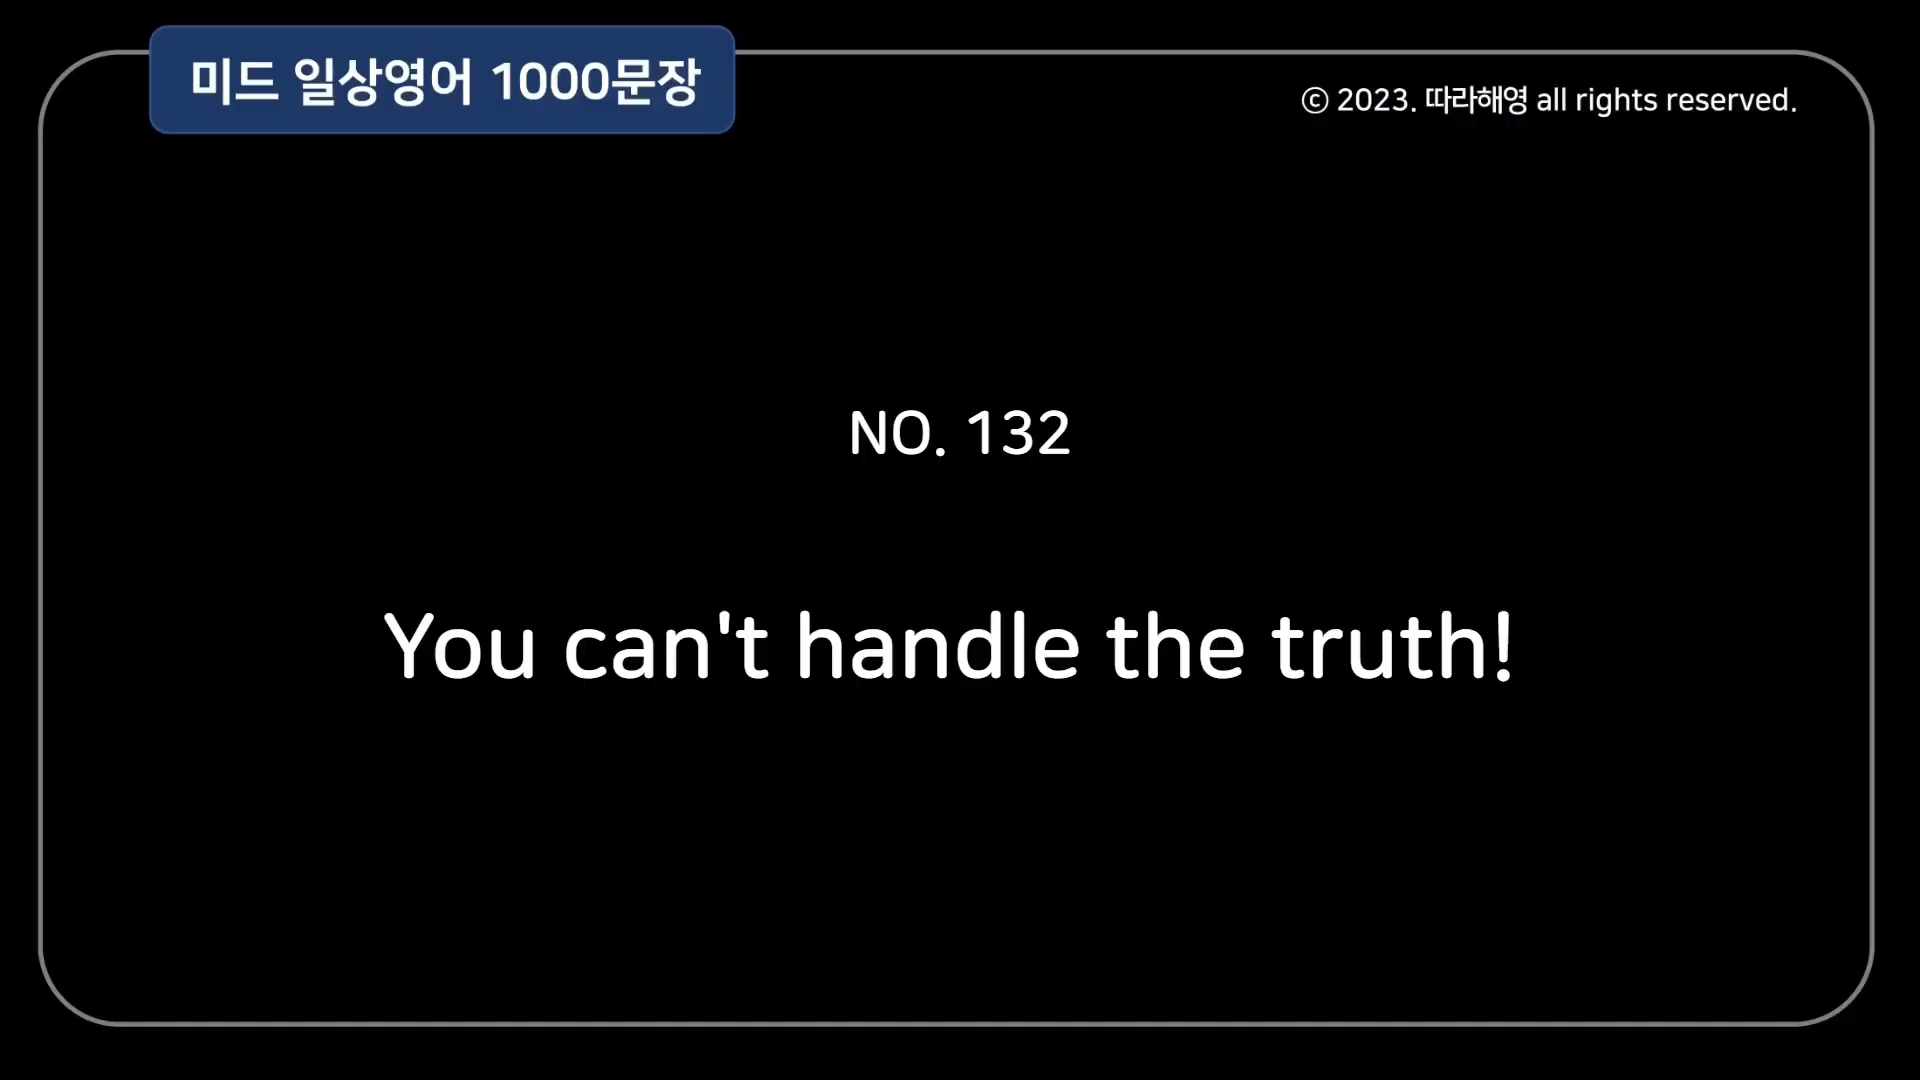 미드 일상영어 1000문장
ⓒ 2023. 따라해영 all rights reserved.
NO. 132
You can't handle the truth!